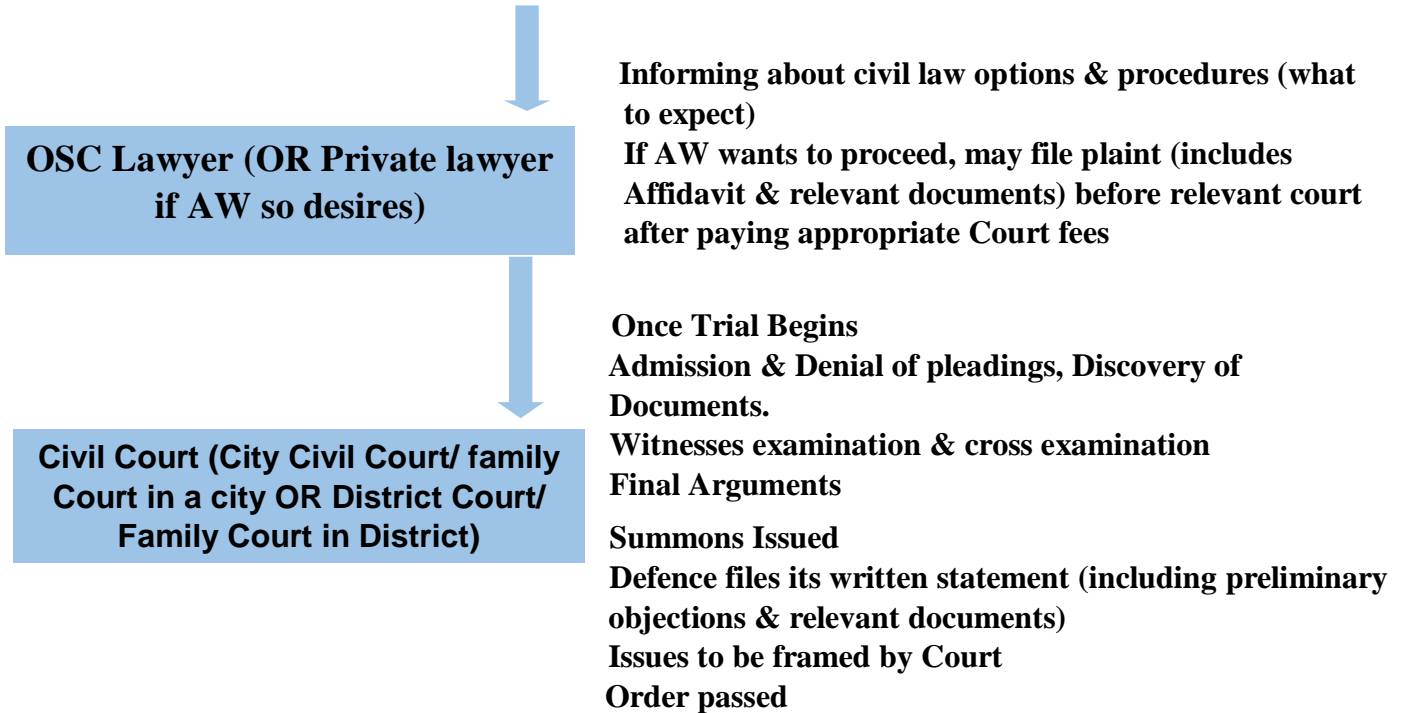 Informing about civil law options & procedures (what
to expect)
If AW wants to proceed, may file plaint (includes
Affidavit & relevant documents) before relevant court
after paying appropriate Court fees
OSC Lawyer (OR Private lawyer
if AW so desires)
Once Trial Begins
Admission & Denial of pleadings, Discovery of
Documents.
Witnesses examination & cross examination
Final Arguments
Civil Court (City Civil Court/ family
Court in a city OR District Court/
Family Court in District)
Summons Issued
Defence files its written statement (including preliminary
objections & relevant documents)
Issues to be framed by Court
Order passed